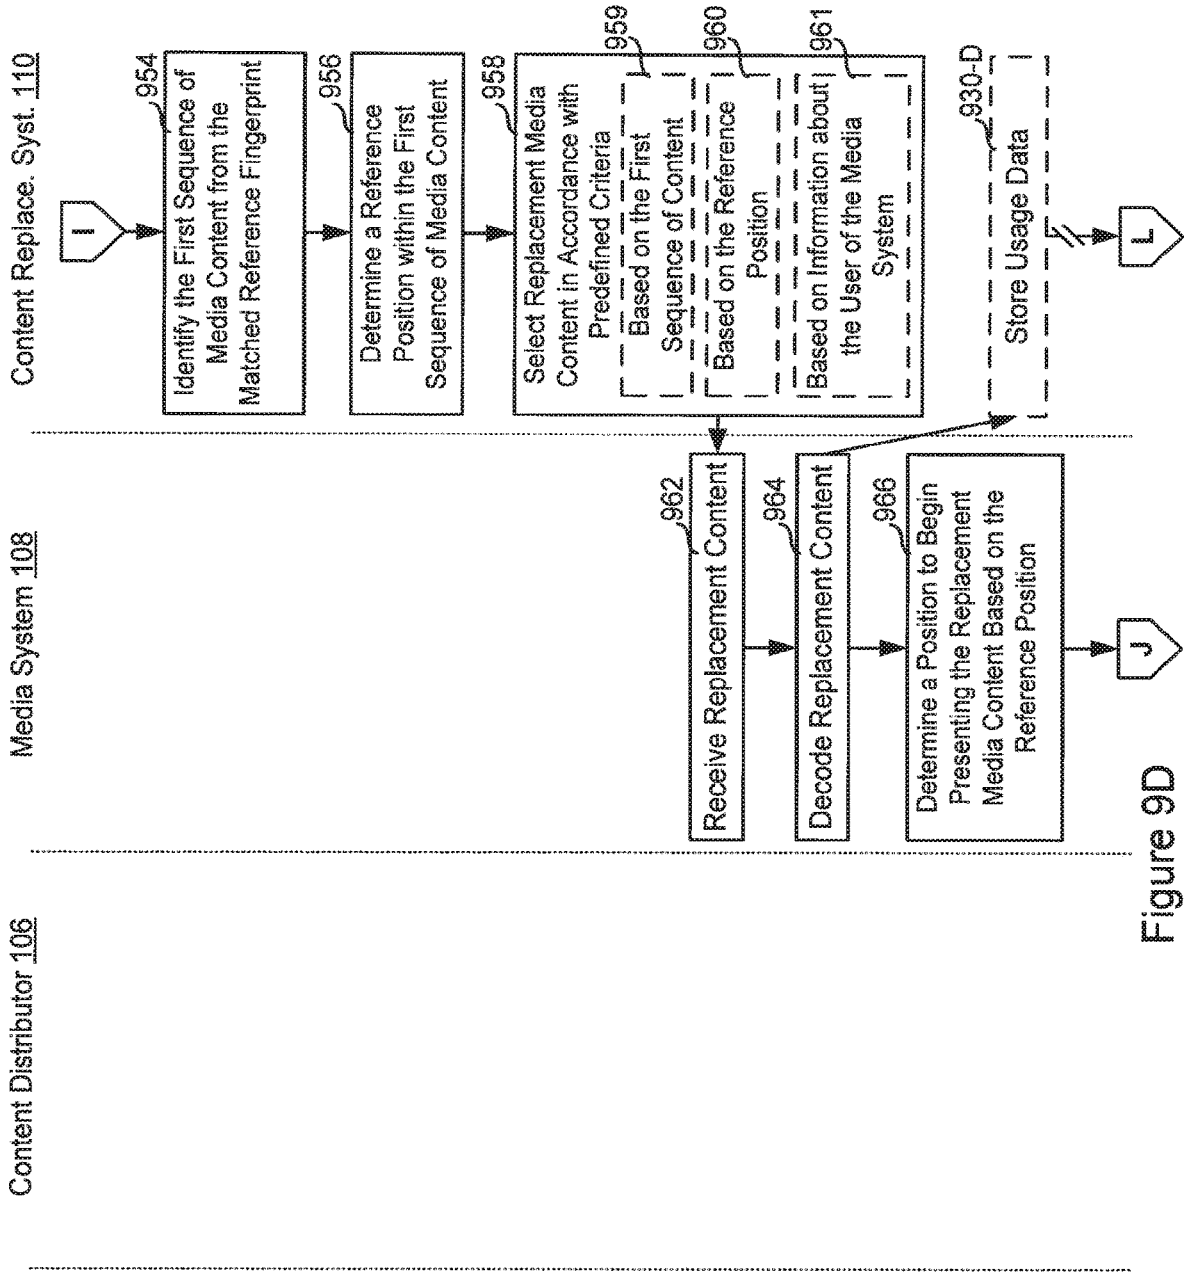 Content Distributor 106
Media System 108
Content Replace. Syst. 110
I
954
Identify the First Sequence of
Media Content from the
Matched Reference Fingerprint
956
Determine a Reference
Position within the First
Sequence of Media Content
958
Select Replacement Media
Content in Accordance with
Predefined Criteria
959
Based on the First
Sequence of Content
960
Based on the Reference
Position
961
Based on Information about
the User of the Media
System
962
Receive Replacement Content
964
Decode Replacement Content
966
Determine a Position to Begin
Presenting the Replacement
Media Content Based on the
Reference Position
930-D
Store Usage Data
J
L
Figure 9D